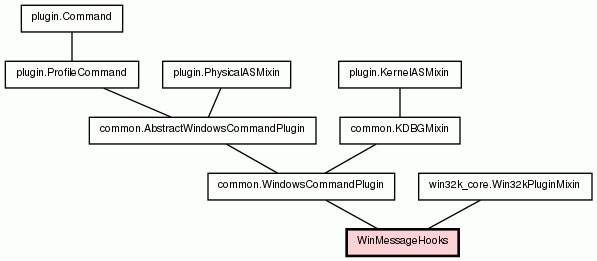 plugin.Command
plugin.ProfileCommand
plugin.PhysicalASMixin
plugin.KernelASMixin
common.AbstractWindowsCommandPlugin
common.KDBGMixin
common.WindowsCommandPlugin
win32k_core.Win32kPluginMixin
WinMessageHooks